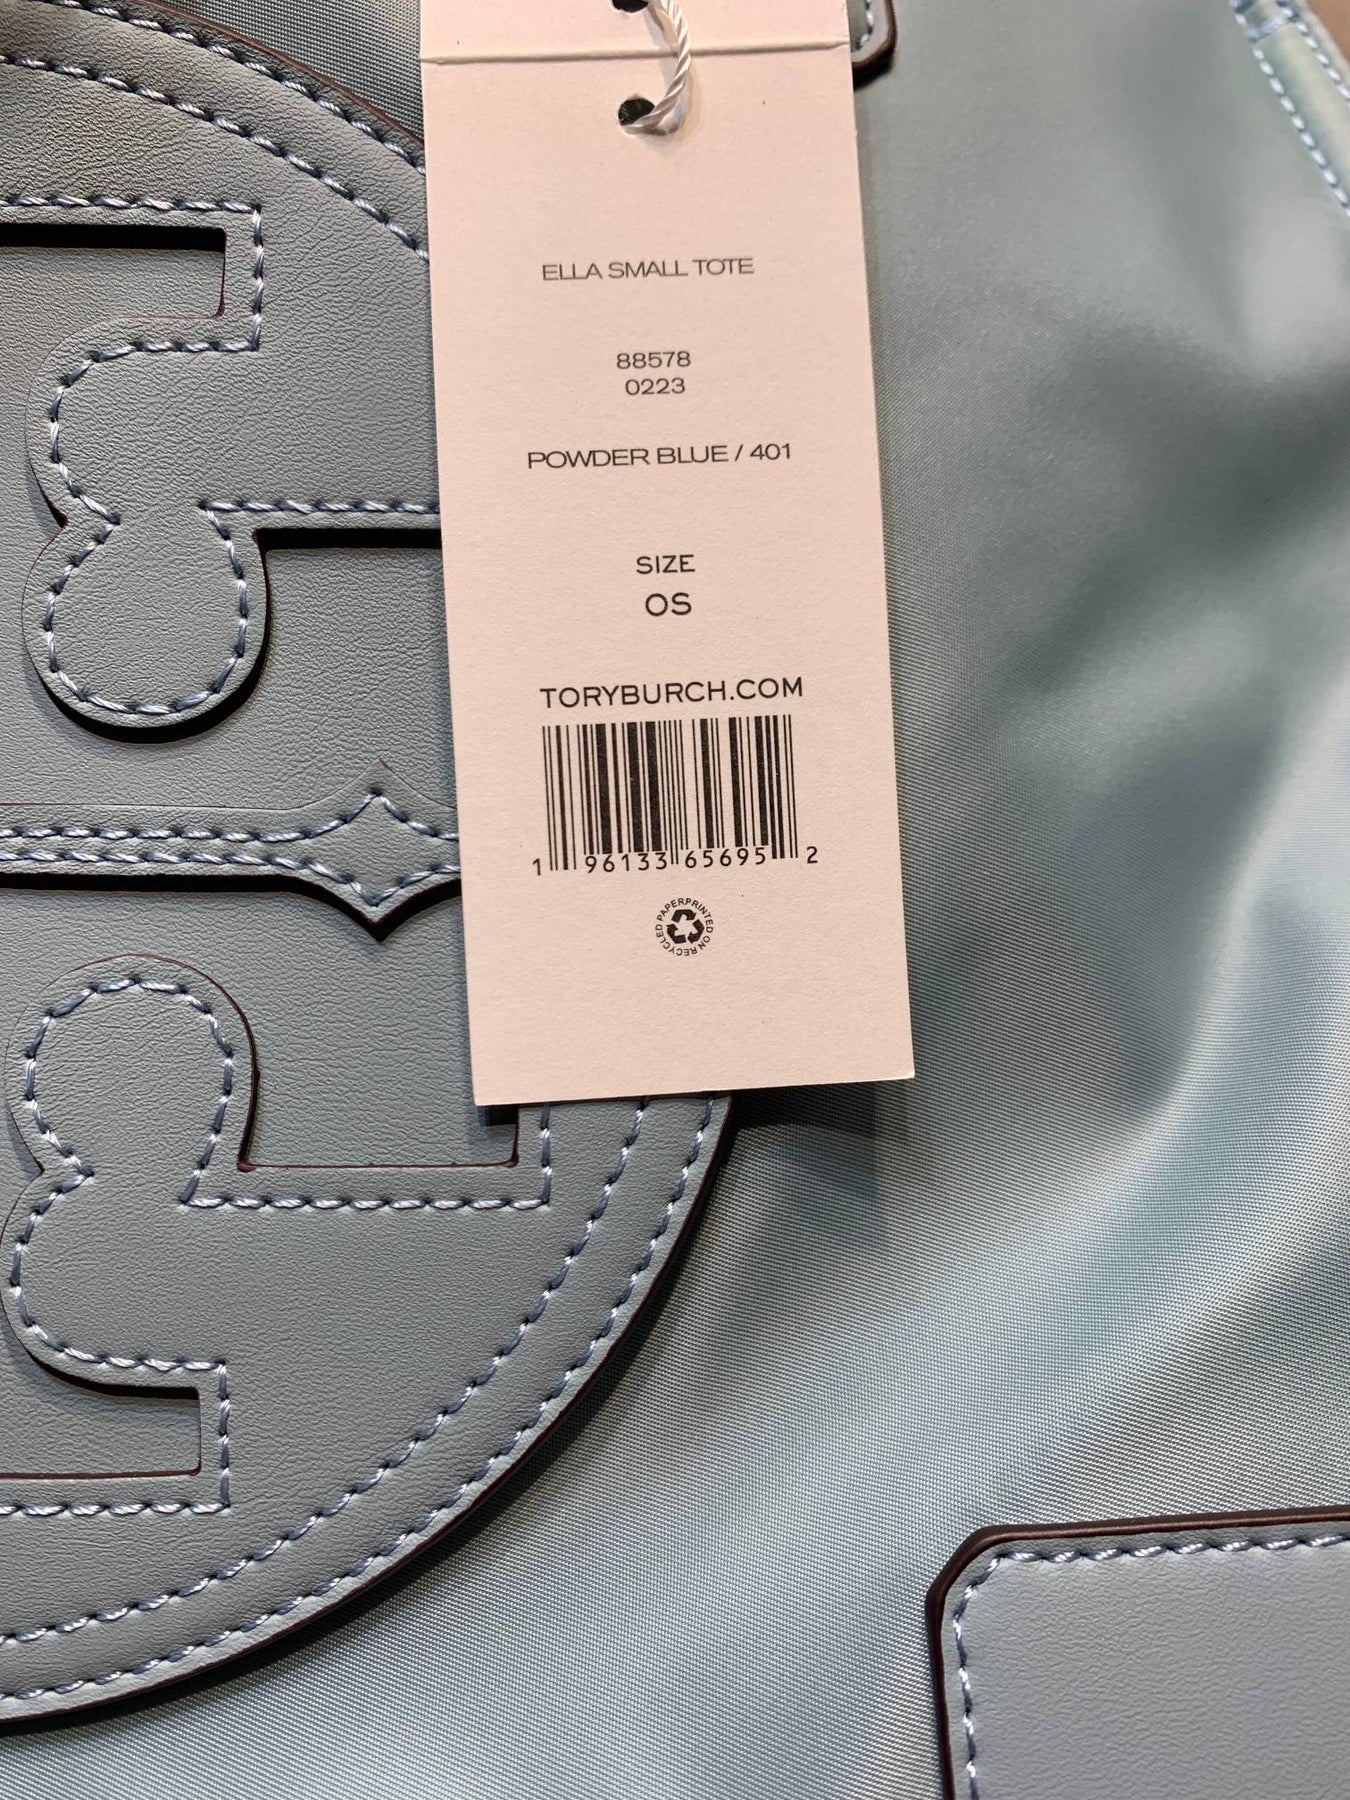 ELLA SMALL TOTE
88578
0223
POWDER BLUE / 401
SIZE
OS
TORYBURCH.COM
1 96133 65695 2
PRINTED ON RECYCLED PAPER